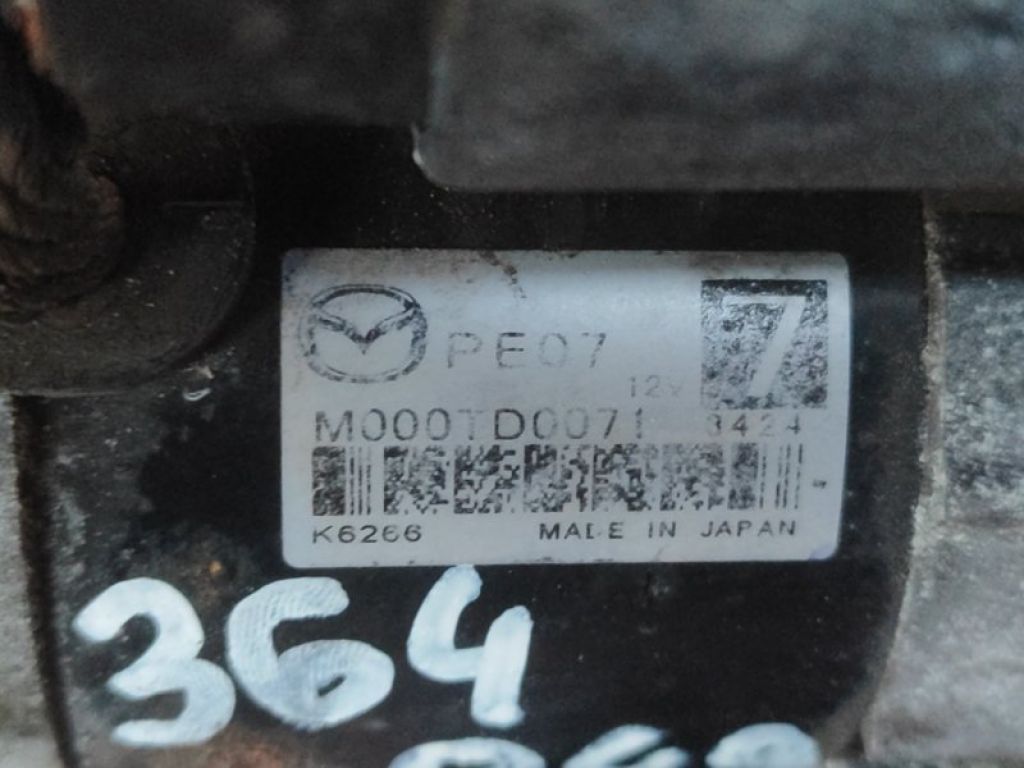 PE07
12V
7
M000TD0071 3424
K6266 MADE IN JAPAN
364